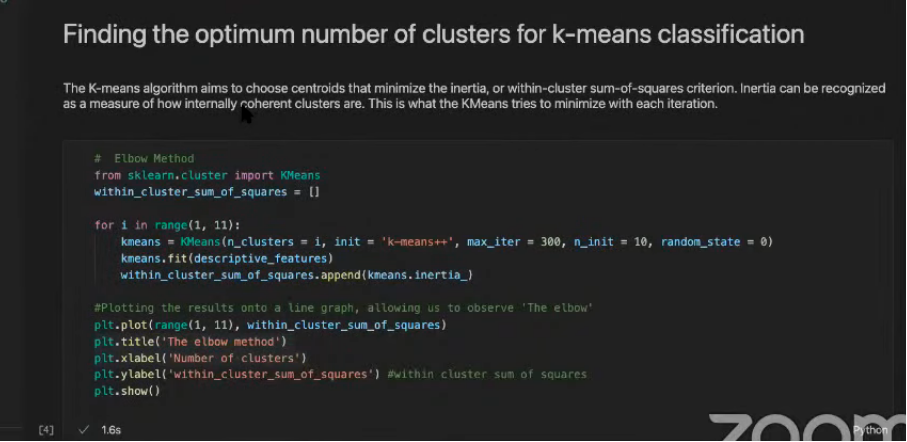 Finding the optimum number of clusters for k-means classification
The K-means algorithm aims to choose centroids that minimize the inertia, or within-cluster sum-of-squares criterion. Inertia can be recognized
as a measure of how internally coherent clusters are. This is what the KMeans tries to minimize with each iteration.
#  Elbow Method
from sklearn.cluster import KMeans
within_cluster_sum_of_squares = []
for i in range(1, 11):
    kmeans = KMeans(n_clusters = i, init = 'k-means++', max_iter = 300, n_init = 10, random_state = 0)
    kmeans.fit(descriptive_features)
    within_cluster_sum_of_squares.append(kmeans.inertia_)
#Plotting the results onto a line graph, allowing us to observe 'The elbow'
plt.plot(range(1, 11), within_cluster_sum_of_squares)
plt.title('The elbow method')
plt.xlabel('Number of clusters')
plt.ylabel('within_cluster_sum_of_squares') #within cluster sum of squares
plt.show()
[4] ✓ 1.6s
zoom
Python